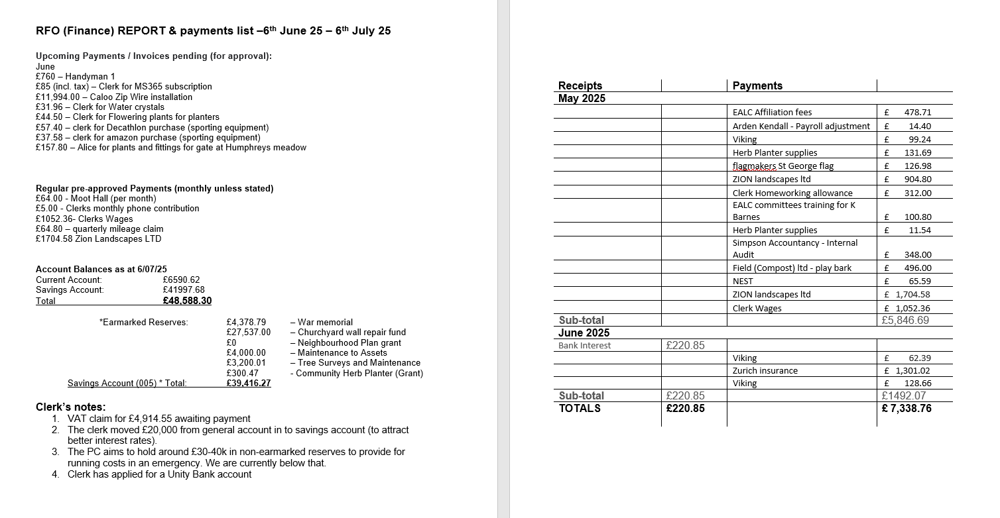 RFO (Finance) REPORT & payments list –6th June 25 – 6th July 25
Upcoming Payments / Invoices pending (for approval):
June
£760 – Handyman 1
£85 (incl. tax) – Clerk for MS365 subscription
£11,994.00 – Caloo Zip Wire installation
£31.96 – Clerk for Water crystals
£44.50 – Clerk for Flowering plants for planters
£57.40 – clerk for Decathlon purchase (sporting equipment)
£37.58 – clerk for amazon purchase (sporting equipment)
£157.80 – Alice for plants and fittings for gate at Humphreys meadow
Regular pre-approved Payments (monthly unless stated)
£64.00 - Moot Hall (per month)
£5.00 - Clerks monthly phone contribution
£1052.36- Clerks Wages
£64.80 – quarterly mileage claim
£1704.58 Zion Landscapes LTD
Account Balances as at 6/07/25
Current Account: £6590.62
Savings Account: £41997.68
Total £48,588.30
*Earmarked Reserves: £4,378.79 – War memorial
£27,537.00 – Churchyard wall repair fund
£0 – Neighbourhood Plan grant
£4,000.00 – Maintenance to Assets
£3,200.01 – Tree Surveys and Maintenance
£300.47 - Community Herb Planter (Grant)
Savings Account (005) * Total: £39,416.27
Clerk's notes:
1. VAT claim for £4,914.55 awaiting payment
2. The clerk moved £20,000 from general account in to savings account (to attract
better interest rates).
3. The PC aims to hold around £30-40k in non-earmarked reserves to provide for
running costs in an emergency. We are currently below that.
4. Clerk has applied for a Unity Bank account
Receipts Payments
May 2025
EALC Affiliation fees £ 478.71
Arden Kendall - Payroll adjustment £ 14.40
Viking £ 99.24
Herb Planter supplies £ 131.69
flagmakers St George flag £ 126.98
ZION landscapes ltd £ 904.80
Clerk Homeworking allowance £ 312.00
EALC committees training for K
Barnes £ 100.80
Herb Planter supplies £ 11.54
Simpson Accountancy - Internal
Audit £ 348.00
Field (Compost) ltd - play bark £ 496.00
NEST £ 65.59
ZION landscapes ltd £ 1,704.58
Clerk Wages £ 1,052.36
Sub-total £5,846.69
June 2025
Bank Interest £220.85
Viking £ 62.39
Zurich insurance £ 1,301.02
Viking £ 128.66
Sub-total £220.85 £1492.07
TOTALS £220.85 £ 7,338.76